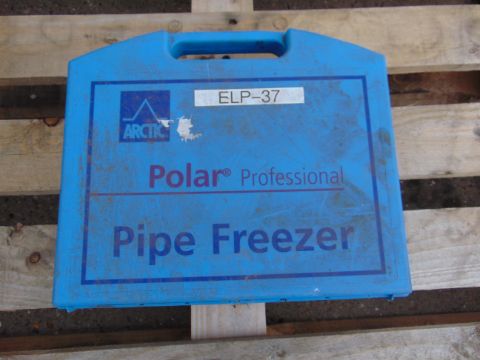 ELP-37
ARCTIC
Polar® Professional
Pipe Freezer